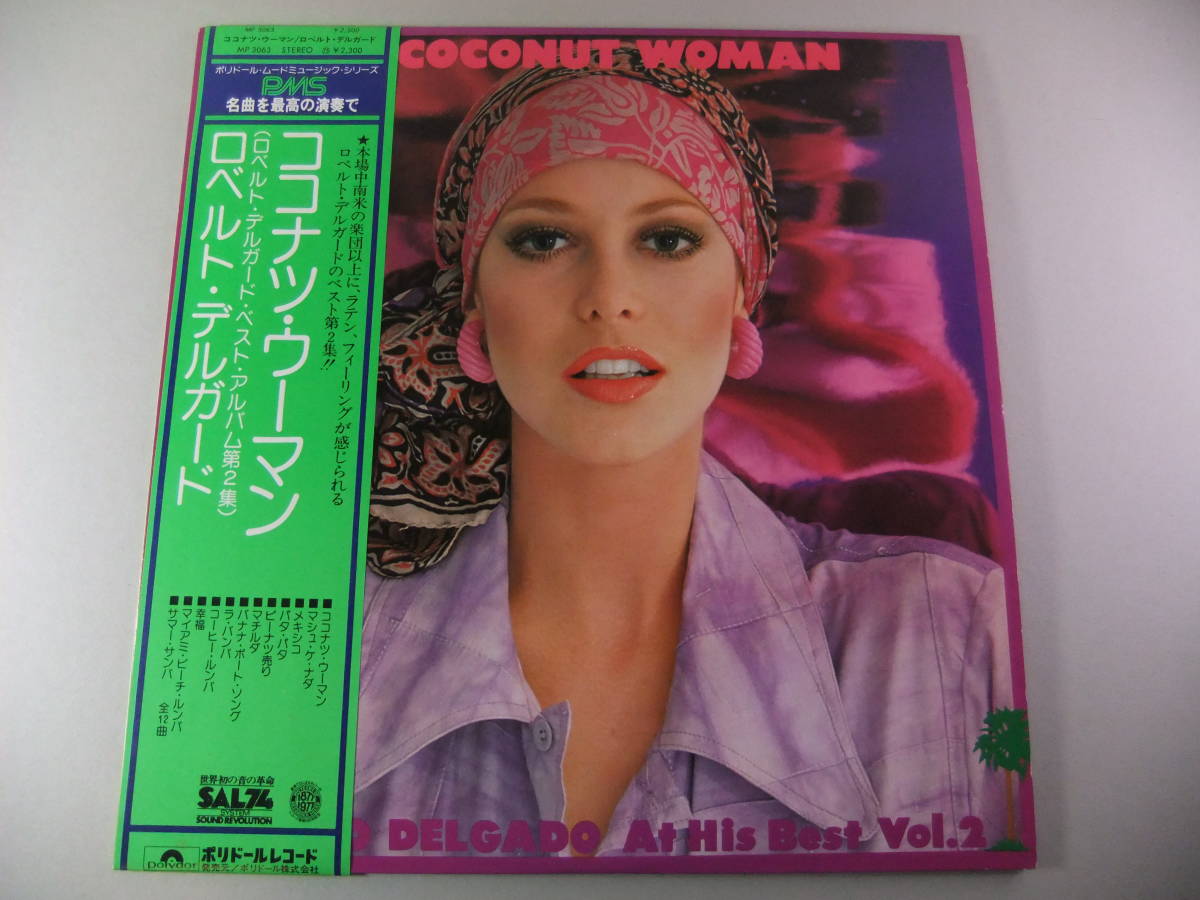 MP 3063 ¥2,300
ココナツ・ウーマン/ロベルト・デルガード
MP 3063 STEREO ¥2,300
ポリドール・ムードミュージック・シリーズ
PMS
名曲を最高の演奏で
★本場中南米の楽団以上に、ラテン、フィーリングが感じられる
ロベルト・デルガードのベスト第2集!!
ココナツ・ウーマン
(ロベルト・デルガード・ベスト・アルバム第2集)
ロベルト・デルガード
■ココナツ・ウーマン
■マシュ・ケ・ナダ
■メキシコ
■パタ・パタ
■ピーナツ売り
■マチルダ
■バナナ・ボート・ソング
■ラ・バンバ
■コーヒー・ルンバ
■幸福
■マイアミ・ビーチ・ルンバ
■サマー・サンバ
全12曲
世界初の音の革命
SAL74
SYSTEM
SOUND REVOLUTION
1877
1977
polydor
ポリドールレコード
発売元/ポリドール株式会社
COCONUT WOMAN
O DELGADO At His Best Vol.2